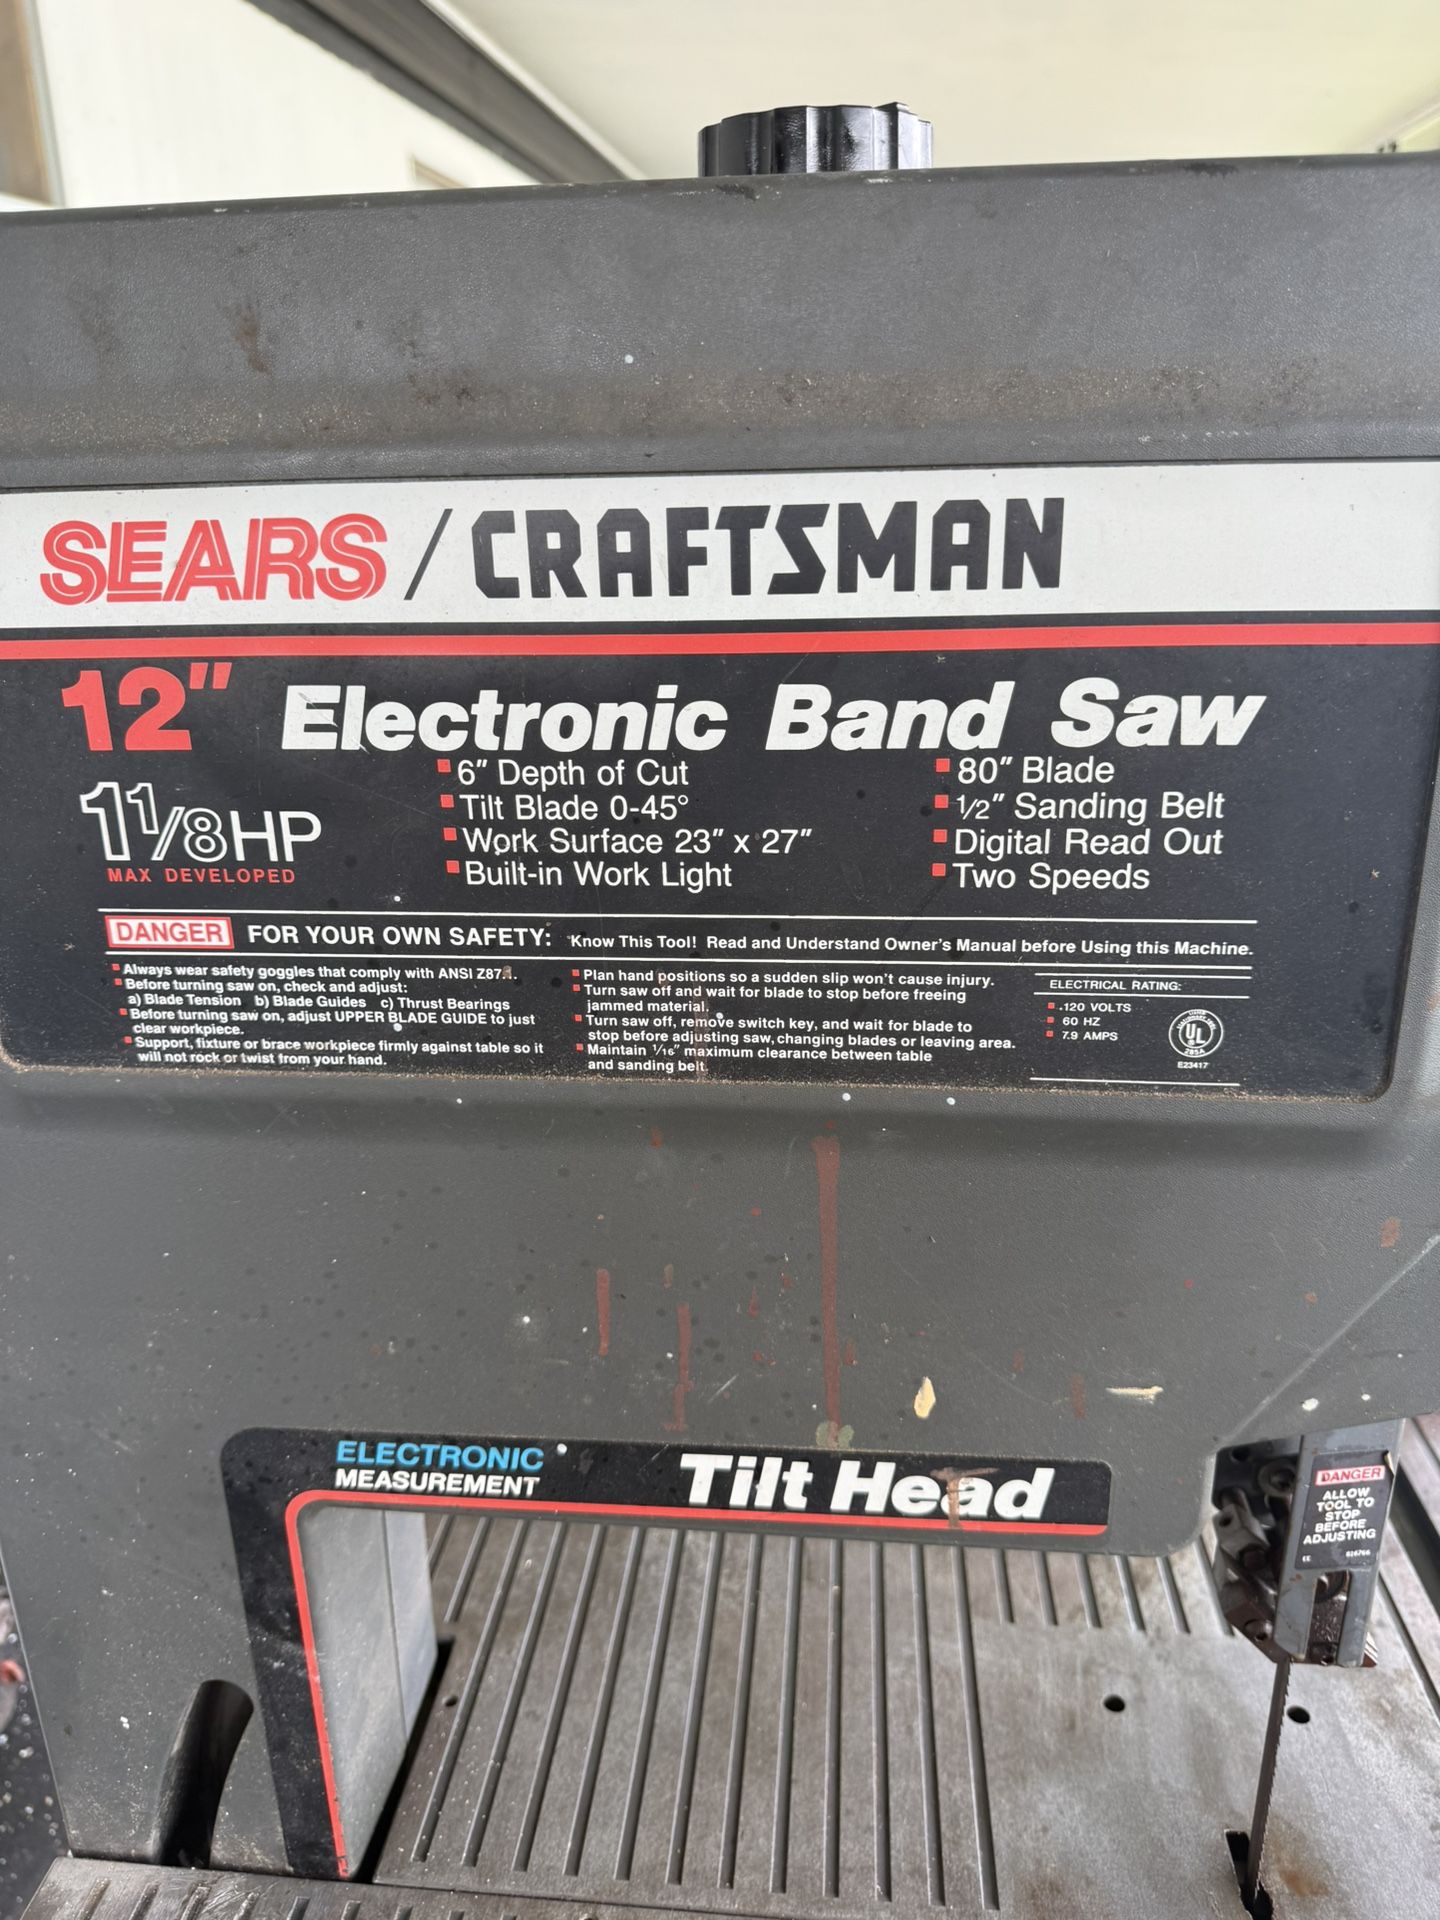 SEARS / CRAFTSMAN
12" Electronic Band Saw
1 1/8 HP
MAX DEVELOPED
6" Depth of Cut
Tilt Blade 0-45°
Work Surface 23" x 27"
Built-in Work Light
80" Blade
1/2" Sanding Belt
Digital Read Out
Two Speeds
DANGER FOR YOUR OWN SAFETY: Know This Tool! Read and Understand Owner's Manual before Using this Machine.
Always wear safety goggles that comply with ANSI
Before turning saw on, check and adjust:
a) Blade Tension b) Blade Guides c) Thrust Bearings
Before turning saw on, adjust UPPER BLADE GUIDE to just
clear workpiece.
Support, fixture or brace workpiece firmly against table so it
will not rock or twist from your hand.
Plan hand positions so a sudden slip won't cause injury.
Turn saw off and wait for blade to stop before freeing
jammed material.
Turn saw off, remove switch key, and wait for blade to
stop before adjusting saw, changing blades or leaving area.
Maintain 1/16" maximum clearance between table
and sanding belt.
ELECTRICAL RATING:
120 VOLTS
60 HZ
7.9 AMPS
UL
285A
E23417
ELECTRONIC
MEASUREMENT
Tilt Head
DANGER
ALLOW
TOOL TO
STOP
BEFORE
ADJUSTING
EE 816766